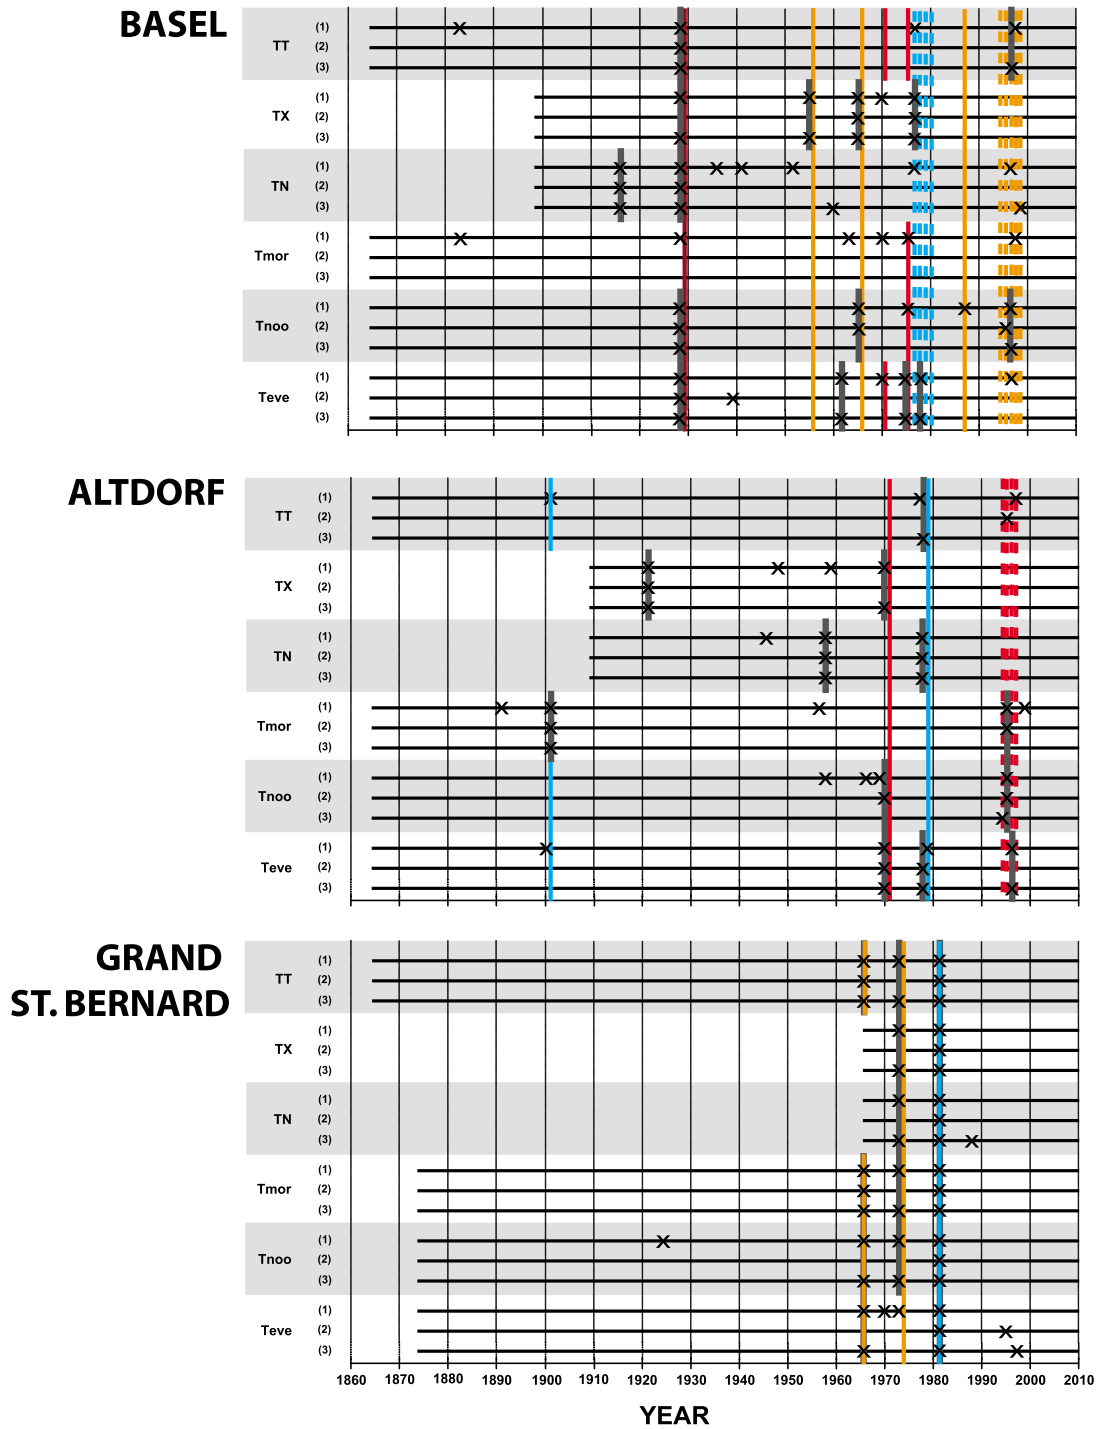 BASEL
TT
(1)
(2)
(3)
TX
(1)
(2)
(3)
TN
(1)
(2)
(3)
Tmor
(1)
(2)
(3)
Tnoo
(1)
(2)
(3)
Teve
(1)
(2)
(3)
ALTDORF
TT
(1)
(2)
(3)
TX
(1)
(2)
(3)
TN
(1)
(2)
(3)
Tmor
(1)
(2)
(3)
Tnoo
(1)
(2)
(3)
Teve
(1)
(2)
(3)
GRAND
ST. BERNARD
TT
(1)
(2)
(3)
TX
(1)
(2)
(3)
TN
(1)
(2)
(3)
Tmor
(1)
(2)
(3)
Tnoo
(1)
(2)
(3)
Teve
(1)
(2)
(3)
1860 1870 1880 1890 1900 1910 1920 1930 1940 1950 1960 1970 1980 1990 2000 2010
YEAR